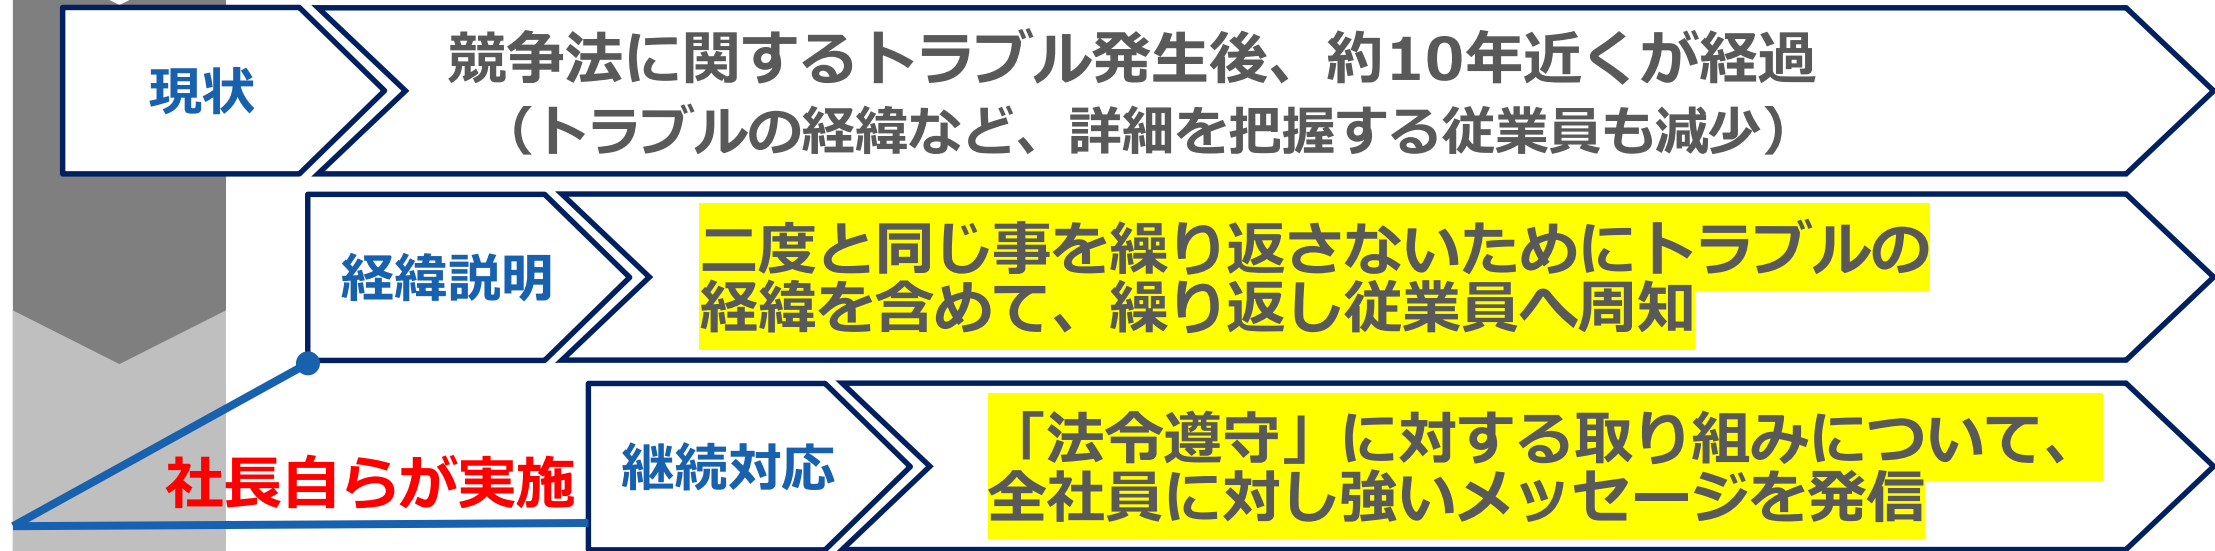 現状
競争法に関するトラブル発生後、約10年近くが経過
（トラブルの経緯など、詳細を把握する従業員も減少）
経緯説明
二度と同じ事を繰り返さないためにトラブルの
経緯を含めて、繰り返し従業員へ周知
社長自らが実施
継続対応
「法令遵守」に対する取り組みについて、
全社員に対し強いメッセージを発信